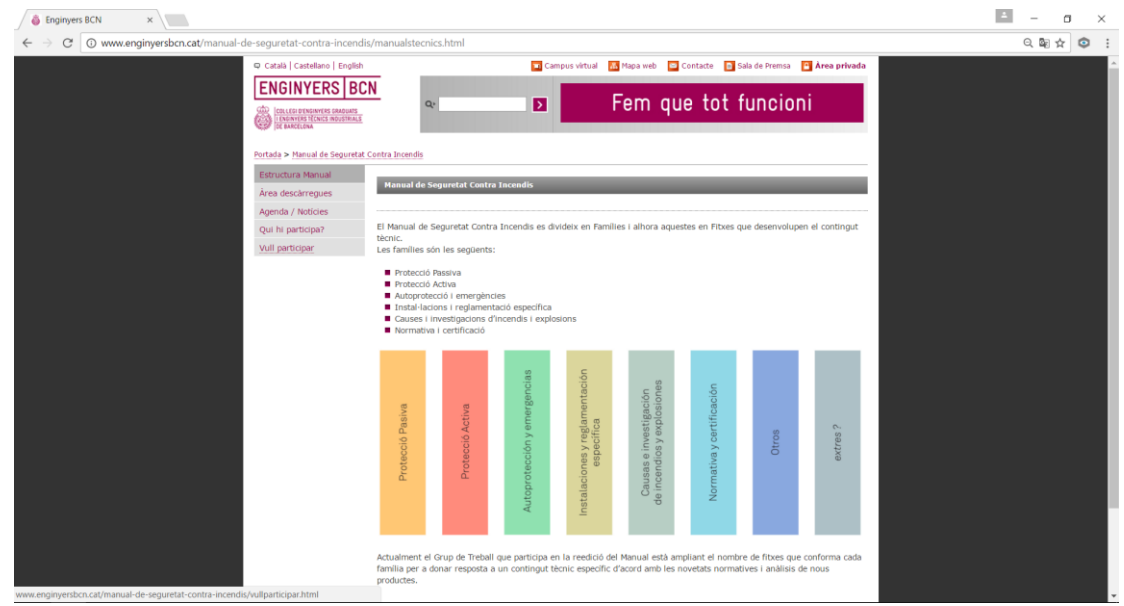 Enginyers BCN
www.enginyersbcn.cat/manual-de-seguretat-contra-incendis/manualstecnics.html
Català | Castellano | English
Campus virtual
Mapa web
Contacte
Sala de Premsa
Àrea privada
ENGINYERS BCN
COL·LEGI D'ENGINYERS GRADUATS
I ENGINYERS TÈCNICS INDUSTRIALS
DE BARCELONA
Fem que tot funcioni
Portada > Manual de Seguretat Contra Incendis
Estructura Manual
Àrea descàrregues
Agenda / Notícies
Qui hi participa?
Vull participar
Manual de Seguretat Contra Incendis
El Manual de Seguretat Contra Incendis es divideix en Famílies i alhora aquestes en Fitxes que desenvolupen el contingut
tècnic.
Les famílies són les següents:
Protecció Passiva
Protecció Activa
Autoprotecció i emergències
Instal·lacions i reglamentació específica
Causes i investigacions d'incendis i explosions
Normativa i certificació
Protecció Pasiva
Protecció Activa
Autoprotección y emergencias
Instalaciones y reglamentación
específica
Causas e investigación
de incendios y explosiones
Normativa y certificación
Otros
extres ?
Actualment el Grup de Treball que participa en la reedició del Manual està ampliant el nombre de fitxes que conforma cada
família per a donar resposta a un contingut tècnic específic d'acord amb les novetats normatives i anàlisis de nous
productes.
www.enginyersbcn.cat/manual-de-seguretat-contra-incendis/vullparticipar.html